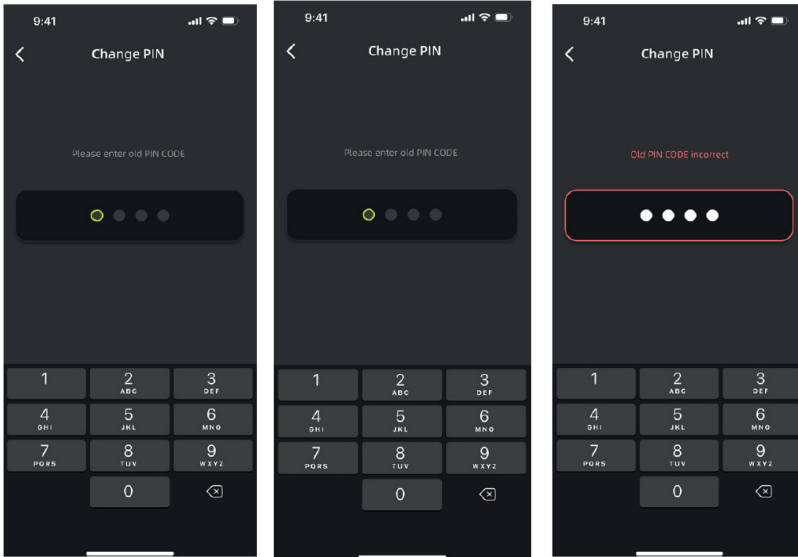 9:41
Change PIN
Please enter old PIN CODE
1 2 3
ABC DEF
4 5 6
GHI JKL MNO
7 8 9
PQRS TUV WXYZ
0
9:41
Change PIN
Please enter old PIN CODE
1 2 3
ABC DEF
4 5 6
GHI JKL MNO
7 8 9
PQRS TUV WXYZ
0
9:41
Change PIN
Old PIN CODE incorrect
1 2 3
ABC DEF
4 5 6
GHI JKL MNO
7 8 9
PQRS TUV WXYZ
0